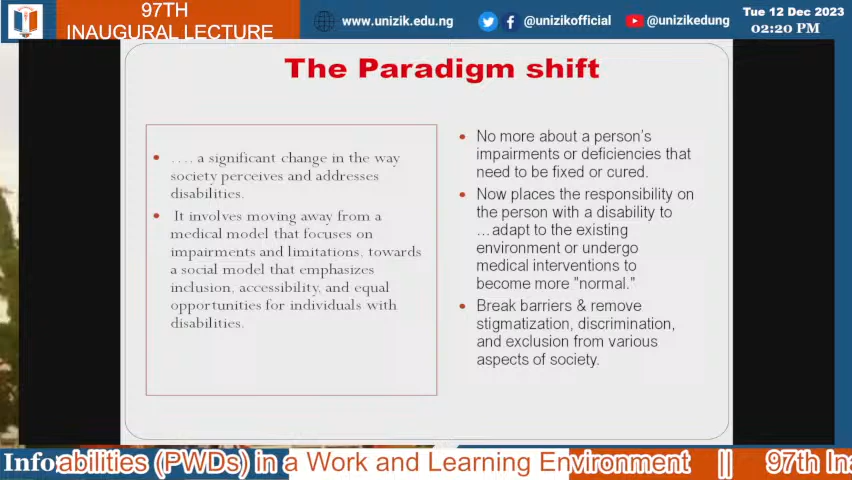 97TH
INAUGURAL LECTURE
www.unizik.edu.ng
@unizikofficial
@unizikedung
Tue 12 Dec 2023
02:20 PM
The Paradigm shift
…. a significant change in the way
society perceives and addresses
disabilities.
It involves moving away from a
medical model that focuses on
impairments and limitations, towards
a social model that emphasizes
inclusion, accessibility, and equal
opportunities for individuals with
disabilities.
No more about a person's
impairments or deficiencies that
need to be fixed or cured.
Now places the responsibility on
the person with a disability to
…adapt to the existing
environment or undergo
medical interventions to
become more "normal."
Break barriers & remove
stigmatization, discrimination,
and exclusion from various
aspects of society.
Info abilities (PWDs) in a Work and Learning Environment || 97th Ina